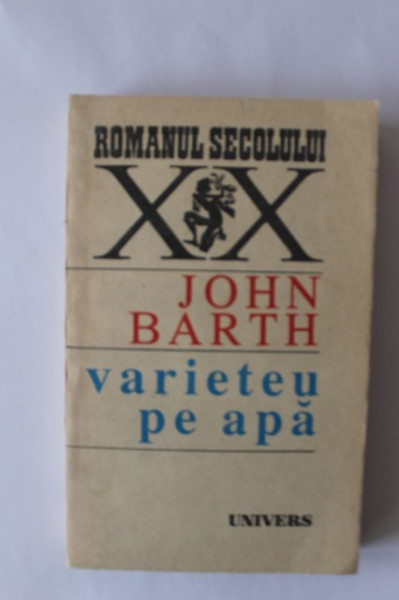 ROMANUL SECOLULUI
XX
JOHN
BARTH
varieteu
pe apă
UNIVERS